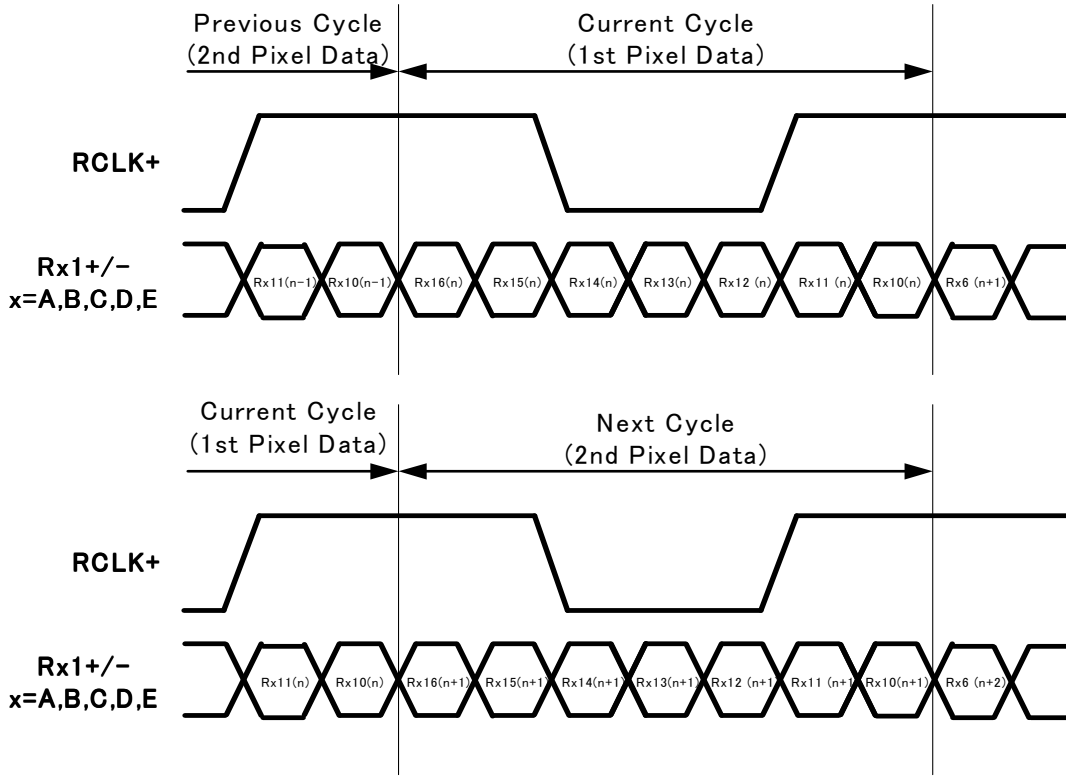 Previous Cycle
(2nd Pixel Data)
Current Cycle
(1st Pixel Data)
RCLK+
Rx1+/-
x=A,B,C,D,E
Rx11(n-1) Rx10(n-1) Rx16(n) Rx15(n) Rx14(n) Rx13(n) Rx12 (n) Rx11 (n) Rx10(n) Rx6 (n+1)
Current Cycle
(1st Pixel Data)
Next Cycle
(2nd Pixel Data)
RCLK+
Rx1+/-
x=A,B,C,D,E
Rx11(n) Rx10(n) Rx16(n+1) Rx15(n+1) Rx14(n+1) Rx13(n+1) Rx12 (n+1 Rx11 (n+1 Rx10(n+1) Rx6 (n+2)